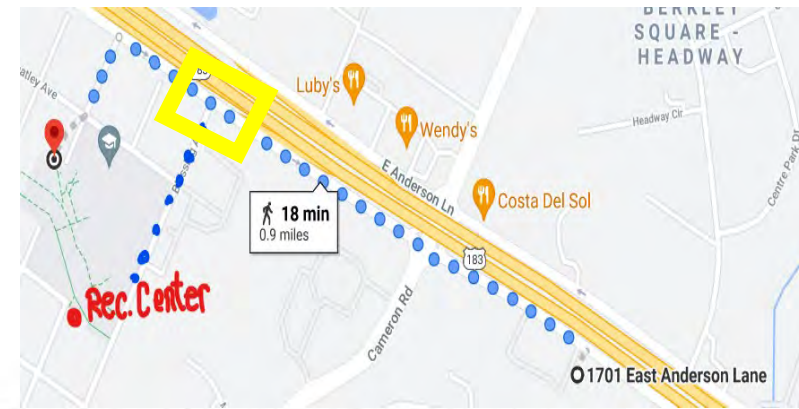 BERKLEY
SQUARE -
HEADWAY
Luby's
Wendy's
Headway Cir
Centre Park Dr
E Anderson Ln
Costa Del Sol
18 min
0.9 miles
183
Rec. Center
Cameron Rd
1701 East Anderson Lane